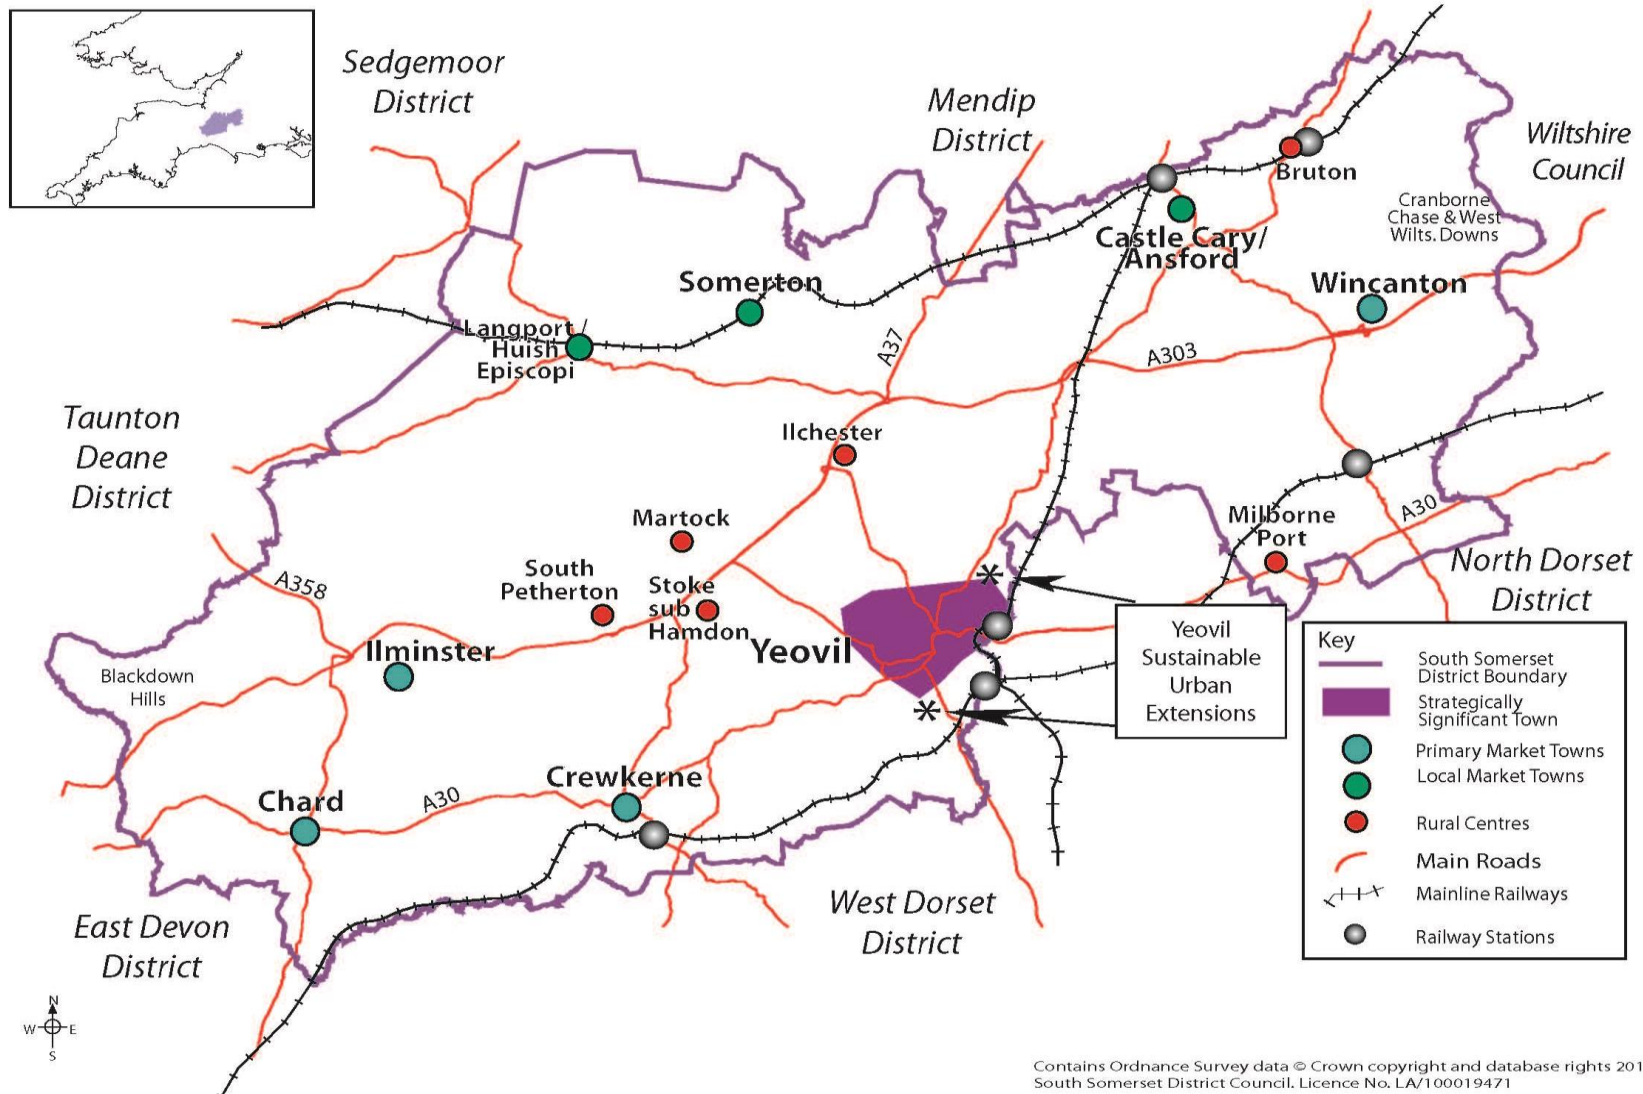 Sedgemoor
District
Mendip
District
Wiltshire
Council
Bruton
Cranborne
Chase & West
Wilts. Downs
Castle Cary/
Ansford
Somerton
Wincanton
Langport /
Huish
Episcopi
A37
A303
Taunton
Deane
District
Ilchester
Martock
Milborne
Port
A30
South
Petherton
Stoke
sub
Hamdon
A358
North Dorset
District
Yeovil
Ilminster
Blackdown
Hills
Yeovil
Sustainable
Urban
Extensions
Crewkerne
Chard
A30
West Dorset
District
East Devon
District
Key
South Somerset
District Boundary
Strategically
Significant Town
Primary Market Towns
Local Market Towns
Rural Centres
Main Roads
Mainline Railways
Railway Stations
N
W E
S
Contains Ordnance Survey data © Crown copyright and database rights 201
South Somerset District Council. Licence No. LA/100019471